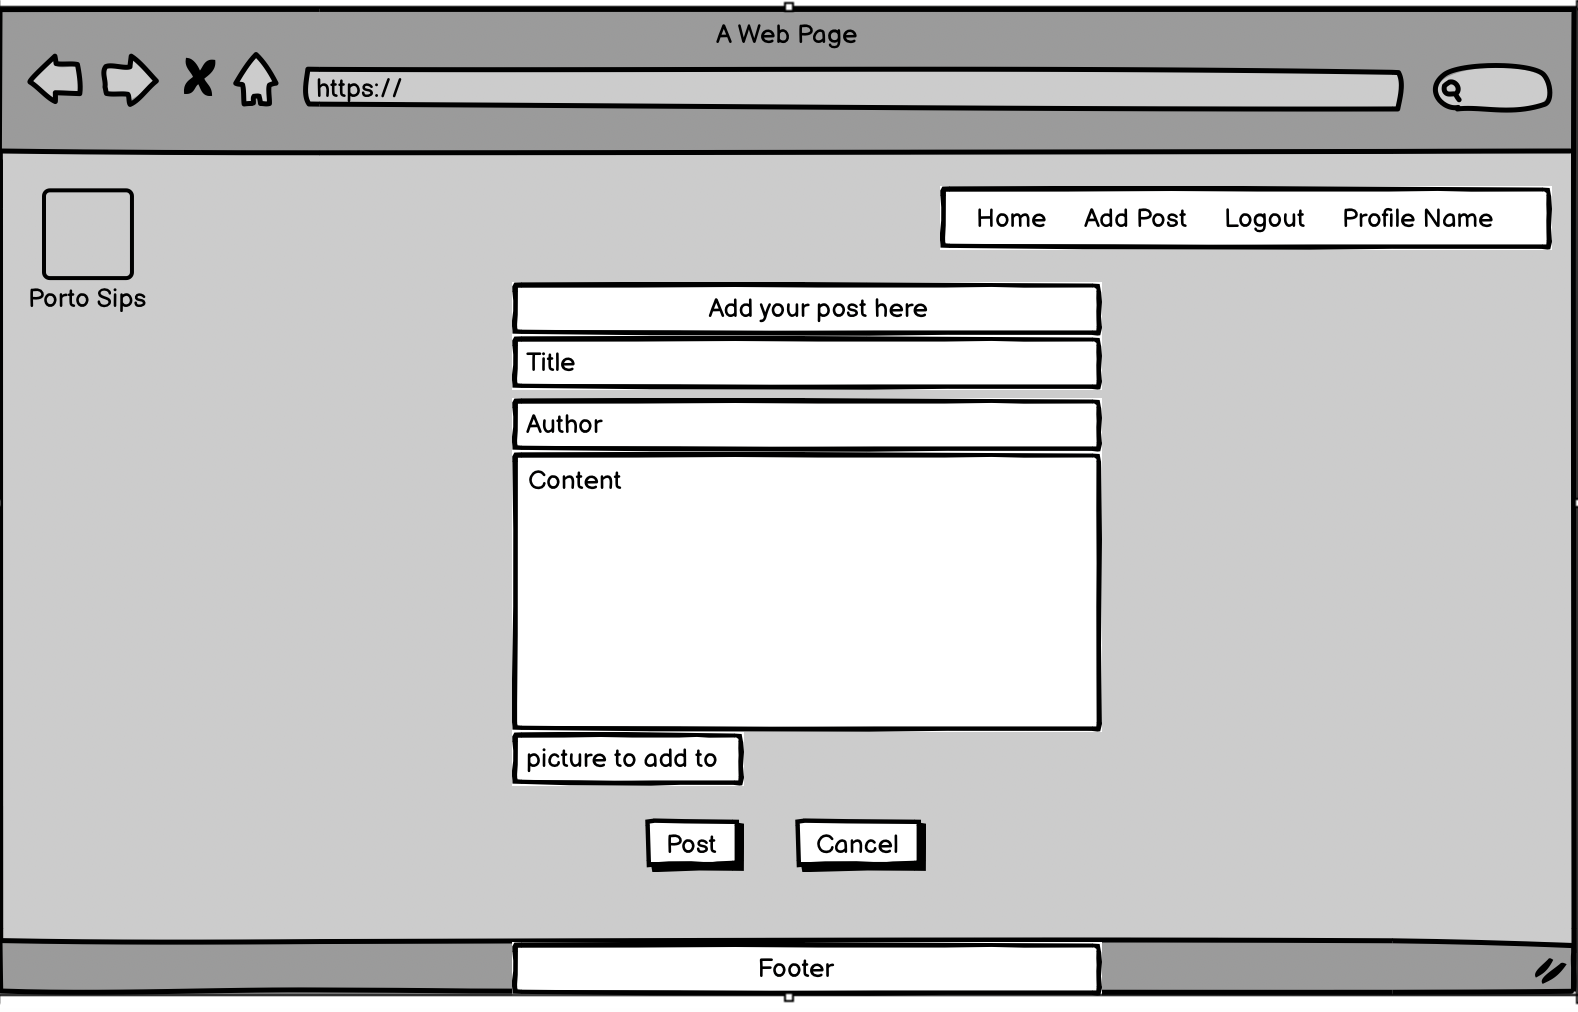 A Web Page
https://
Home Add Post Logout Profile Name
Porto Sips
Add your post here
Title
Author
Content
picture to add to
Post Cancel
Footer